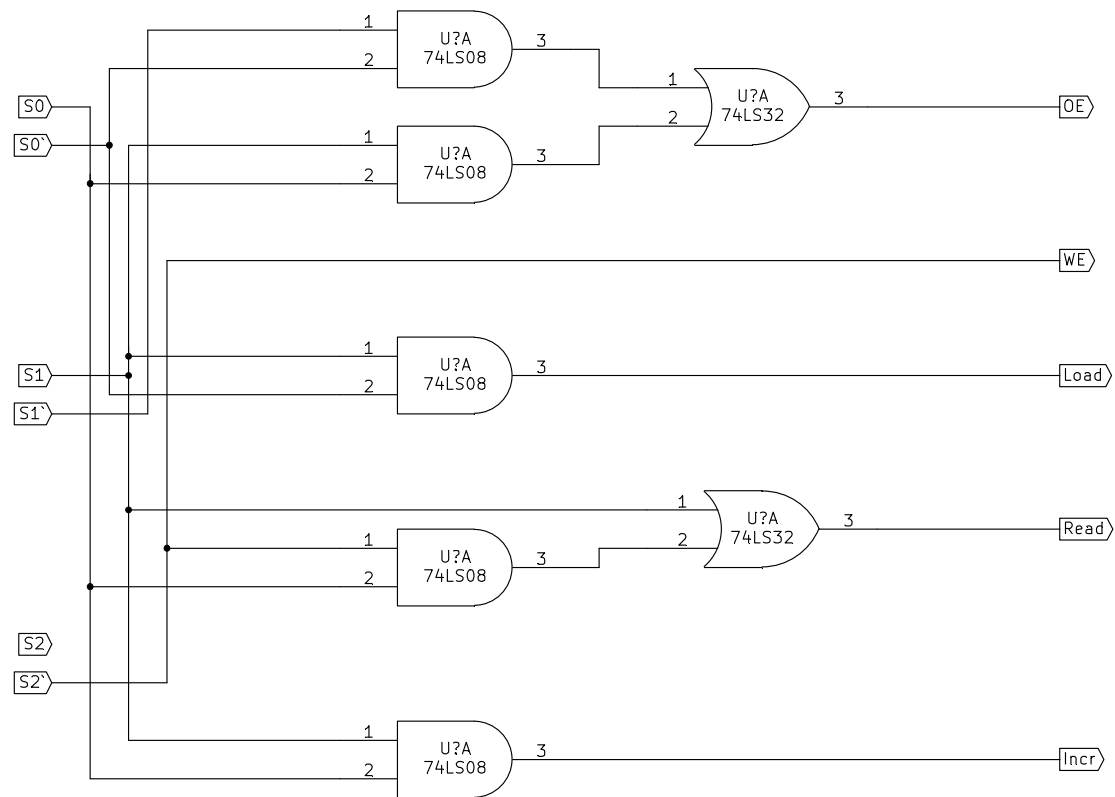 1
U?A
3
2
74LS08
1
U?A
3
S0
2
74LS32
OE
S0`
1
U?A
3
2
74LS08
WE
1
U?A
3
S1
2
74LS08
Load
S1`
1
U?A
3
2
74LS32
Read
1
U?A
3
2
74LS08
S2
S2`
1
U?A
3
2
74LS08
Incr